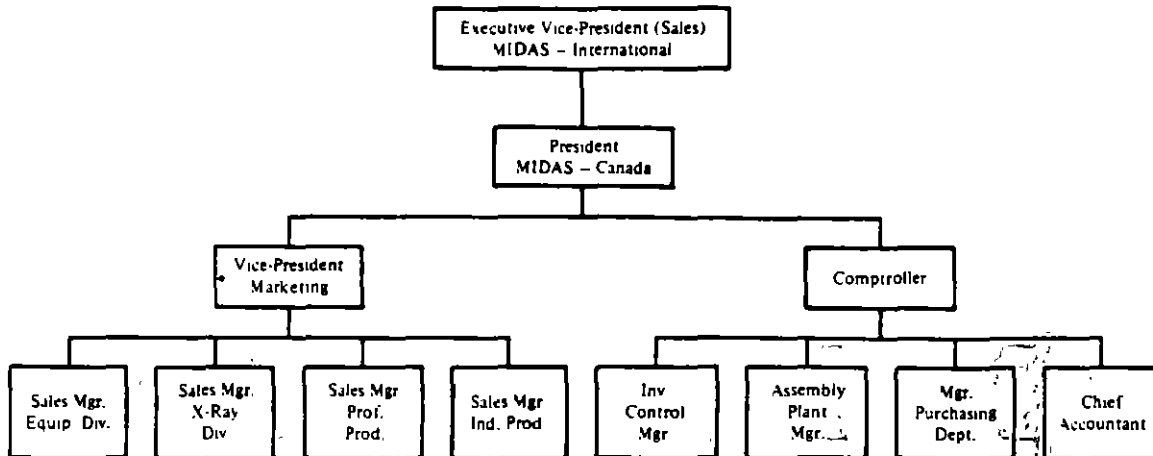 Executive Vice-President (Sales)
MIDAS – International
President
MIDAS – Canada
Vice-President
Marketing
Comptroller
Sales Mgr.
Equip Div.
Sales Mgr.
X-Ray
Div
Sales Mgr
Prof.
Prod.
Sales Mgr
Ind. Prod
Inv
Control
Mgr
Assembly
Plant
Mgr.
Mgr.
Purchasing
Dept.
Chief
Accountant